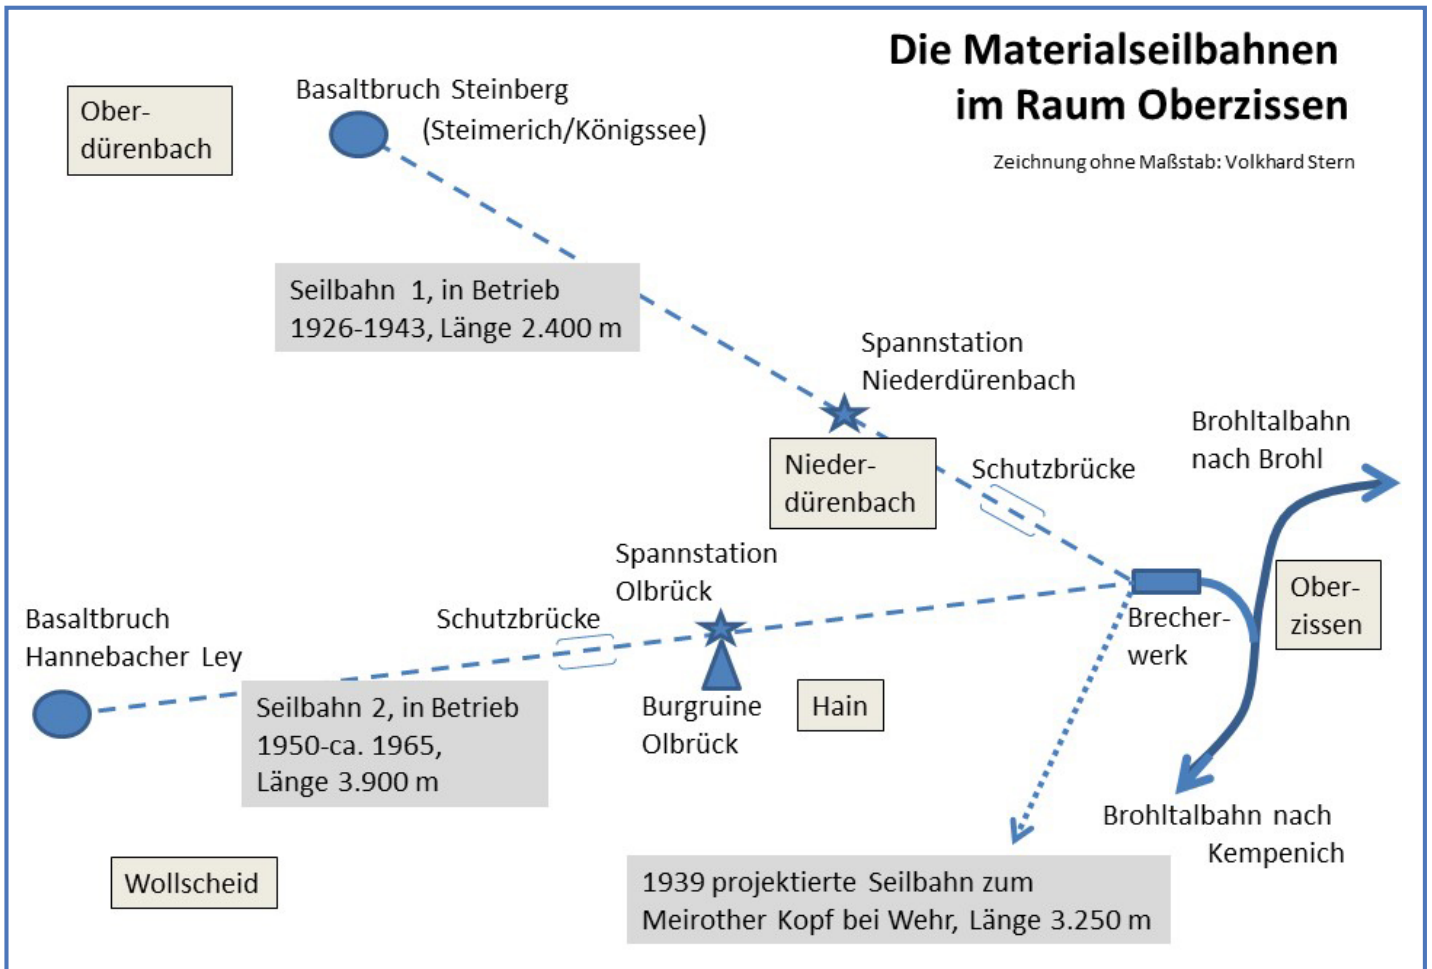 Die Materialseilbahnen
im Raum Oberzissen
Zeichnung ohne Maßstab: Volkhard Stern
Ober-
dürenbach
Basaltbruch Steinberg
(Steimerich/Königssee)
Seilbahn 1, in Betrieb
1926-1943, Länge 2.400 m
Spannstation
Niederdürenbach
Nieder-
dürenbach
Schutzbrücke
Brohltalbahn
nach Brohl
Spannstation
Olbrück
Schutzbrücke
Basaltbruch
Hannebacher Ley
Brecher-
werk
Ober-
zissen
Seilbahn 2, in Betrieb
1950-ca. 1965,
Länge 3.900 m
Burgruine
Olbrück
Hain
Brohltalbahn nach
Kempenich
Wollscheid
1939 projektierte Seilbahn zum
Meirother Kopf bei Wehr, Länge 3.250 m